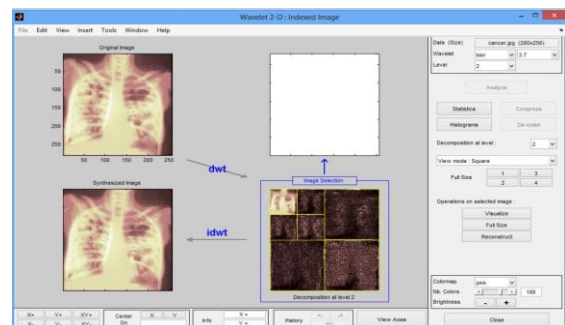 Wavelet 2-D : Indexed Image
File Edit View Insert Tools Window Help
Original Image
50
100
150
200
250
50 100 150 200 250
dwt
Image Selection
Synthesized Image
idwt
Decomposition at level 2
Data (Size) cancer.jpg
Wavelet bior 3.7
Level 2
Analyze
Statistics Compress
Histograms De-noise
Decomposition at level : 2
View mode : Square
Full Size 1 3
2 4
Operations on selected image :
Visualize
Full Size
Reconstruct
Colormap pink
Nb. Colors
Brightness - +
Close
X+ Y+ XY+
X- Y- XY-
Center On X Y
Info X =
Y =
History
View Axes